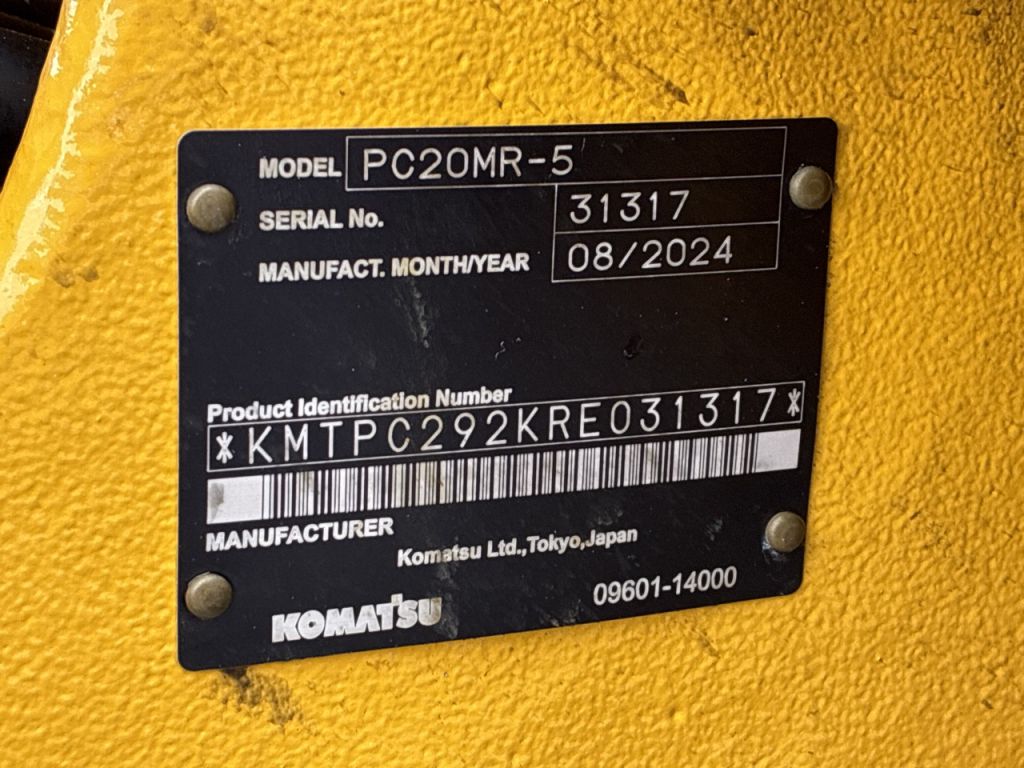 MODEL PC20MR-5
SERIAL No. 31317
MANUFACT. MONTH/YEAR 08/2024
Product Identification Number
*KMTPC292KRE031317*
MANUFACTURER
Komatsu Ltd.,Tokyo,Japan
KOMATSU 09601-14000